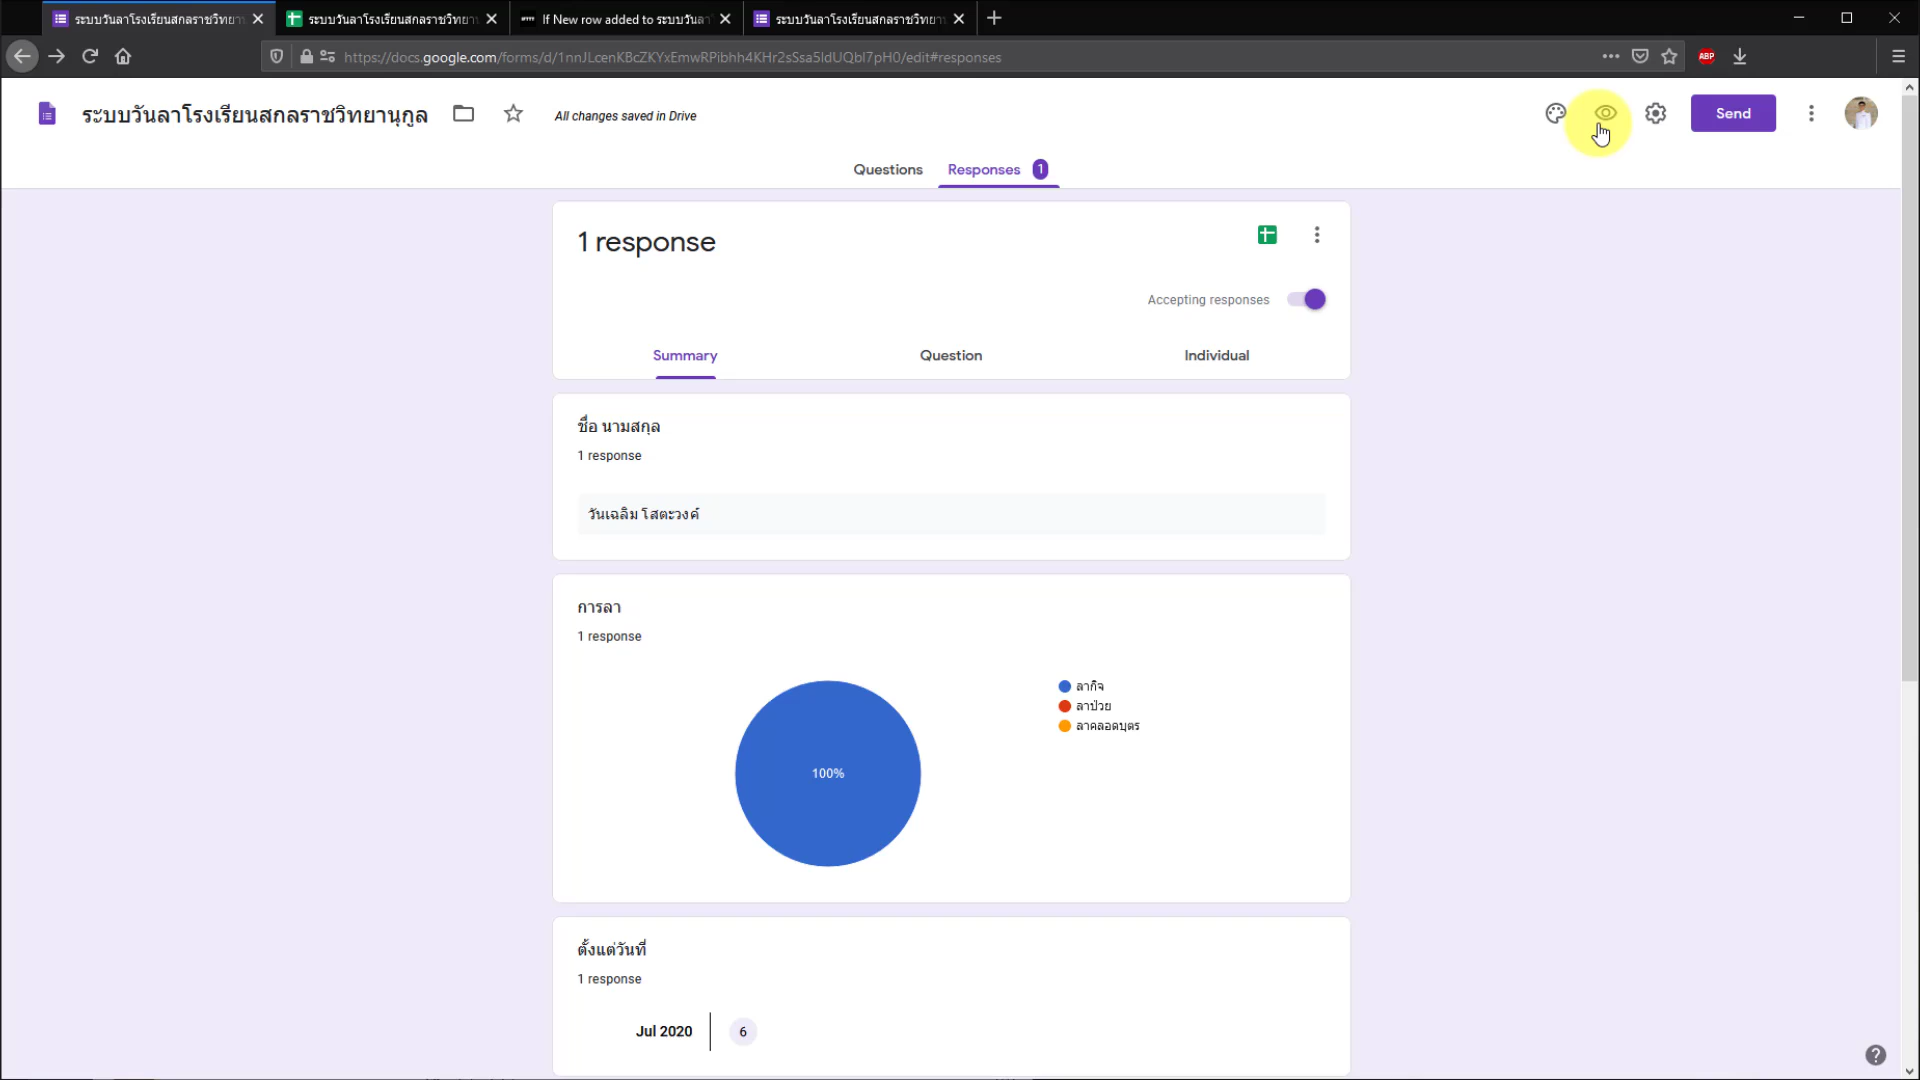 ระบบวันลาโรงเรียนสกลราชวิทยานุ
ระบบวันลาโรงเรียนสกลราชวิทยานุ
If New row added to ระบบวันลาโ
ระบบวันลาโรงเรียนสกลราชวิทยานุ
https://docs.google.com/forms/d/1nnJLcenKBcZKYxEmwRPibhh4KHr2sSsa5ldUQbl7pH0/edit#responses
ABP
ระบบวันลาโรงเรียนสกลราชวิทยานุกูล
All changes saved in Drive
Send
Questions
Responses 1
1 response
Accepting responses
Summary
Question
Individual
ชื่อ นามสกุล
1 response
วันเฉลิม โสตะวงค์
การลา
1 response
100%
ลากิจ
ลาป่วย
ลาคลอดบุตร
ตั้งแต่วันที่
1 response
Jul 2020
6